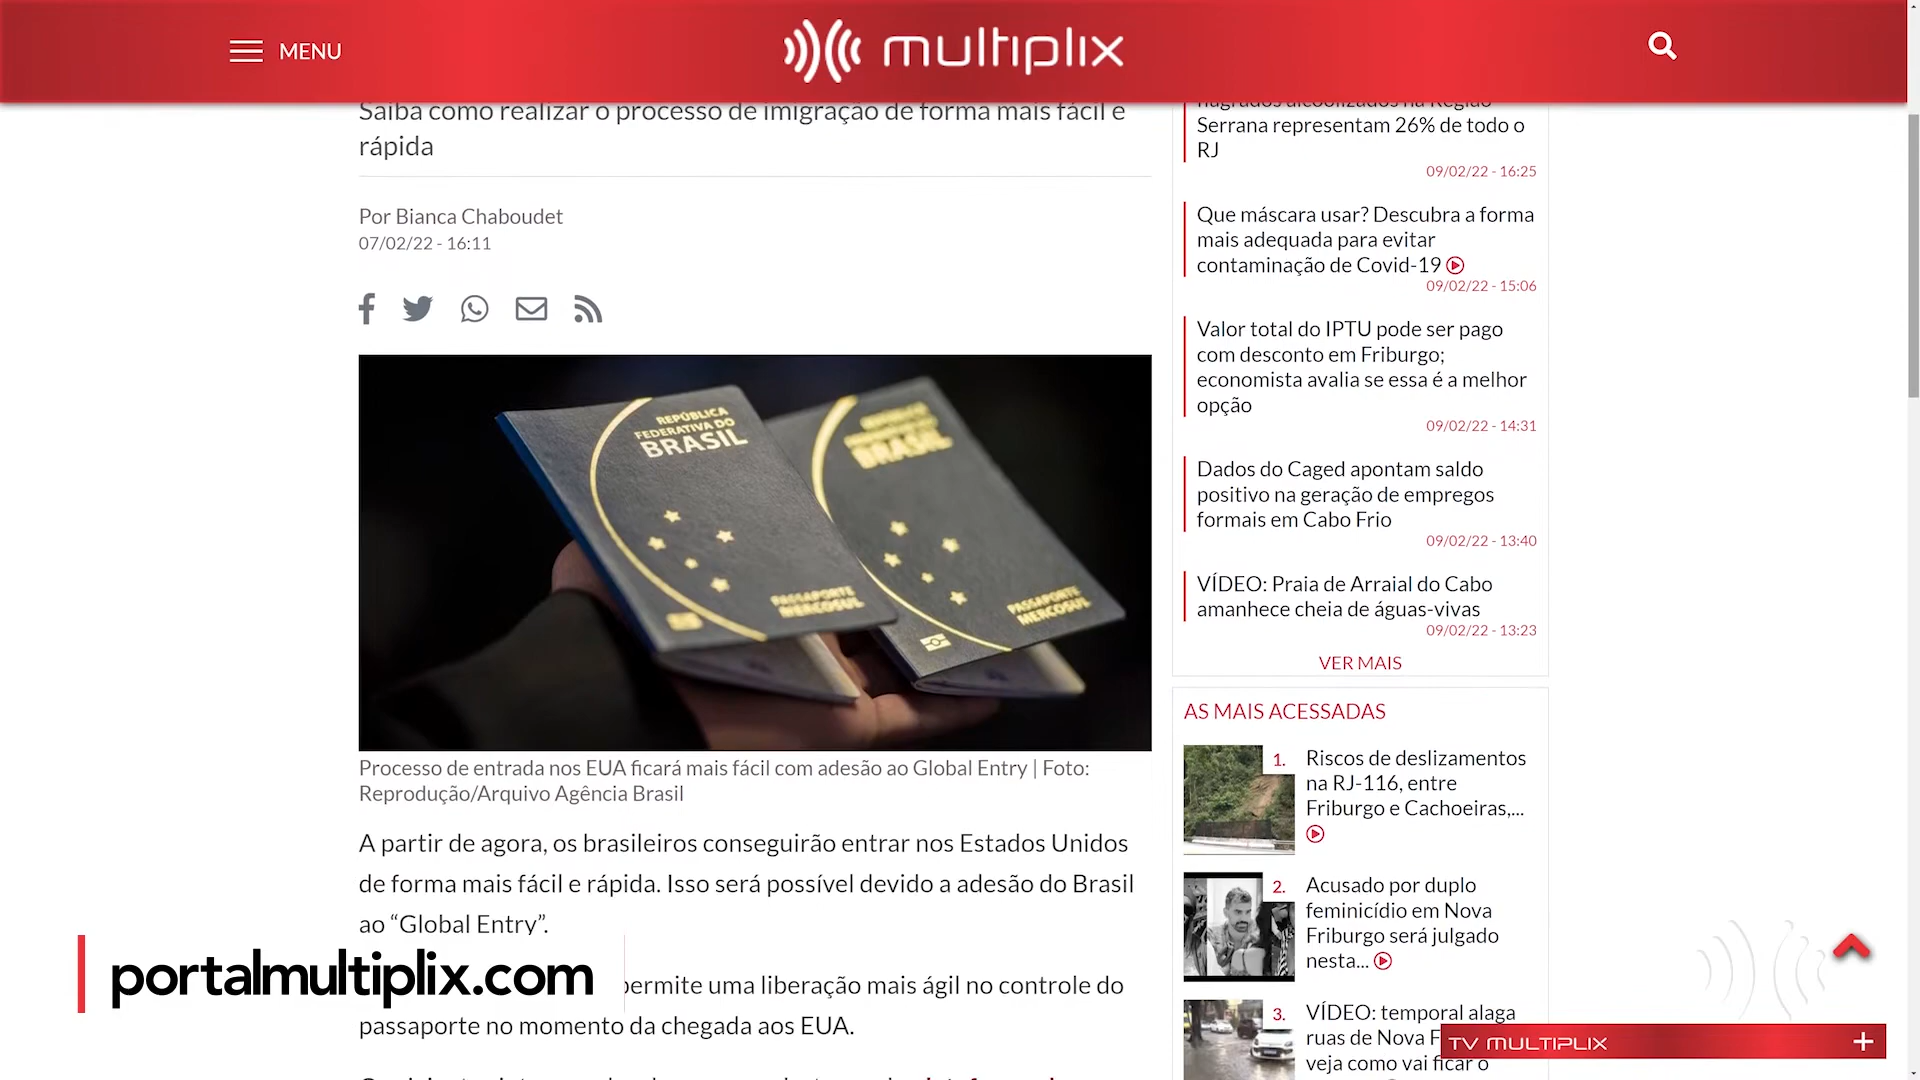 MENU
multiplix
Saiba como realizar o processo de imigração de forma mais fácil e
rápida
Por Bianca Chaboudet
07/02/22 - 16:11
REPÚBLICA
FEDERATIVA DO
BRASIL
PASSAPORTE
MERCOSUL
BRASIL
PASSAPORTE
MERCOSUL
Processo de entrada nos EUA ficará mais fácil com adesão ao Global Entry | Foto:
Reprodução/Arquivo Agência Brasil
A partir de agora, os brasileiros conseguirão entrar nos Estados Unidos
de forma mais fácil e rápida. Isso será possível devido a adesão do Brasil
ao “Global Entry”.
permite uma liberação mais ágil no controle do
passaporte no momento da chegada aos EUA.
portalmultiplix.com
flagrados alcoolizados na Região
Serrana representam 26% de todo o
RJ
09/02/22 - 16:25
Que máscara usar? Descubra a forma
mais adequada para evitar
contaminação de Covid-19
09/02/22 - 15:06
Valor total do IPTU pode ser pago
com desconto em Friburgo;
economista avalia se essa é a melhor
opção
09/02/22 - 14:31
Dados do Caged apontam saldo
positivo na geração de empregos
formais em Cabo Frio
09/02/22 - 13:40
VÍDEO: Praia de Arraial do Cabo
amanhece cheia de águas-vivas
09/02/22 - 13:23
VER MAIS
AS MAIS ACESSADAS
1. Riscos de deslizamentos
na RJ-116, entre
Friburgo e Cachoeiras,...
2. Acusado por duplo
feminicídio em Nova
Friburgo será julgado
nesta...
3. VÍDEO: temporal alaga
ruas de Nova F
veja como vai ficar o
TV MULTIPLIX +